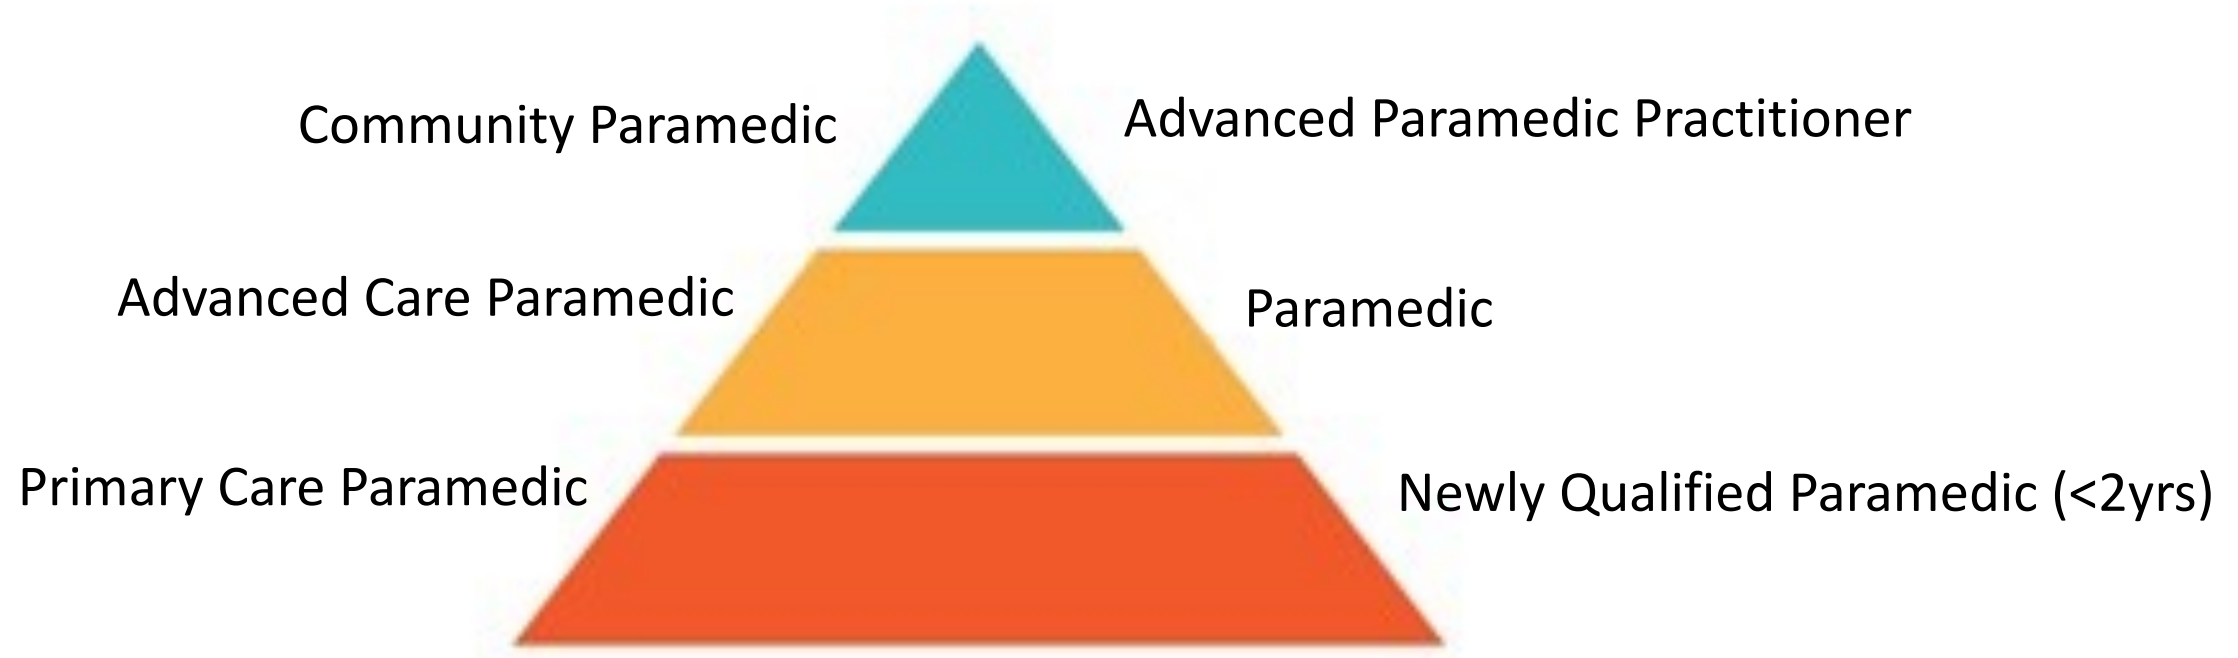 Community Paramedic
Advanced Paramedic Practitioner
Advanced Care Paramedic
Paramedic
Primary Care Paramedic
Newly Qualified Paramedic (<2yrs)